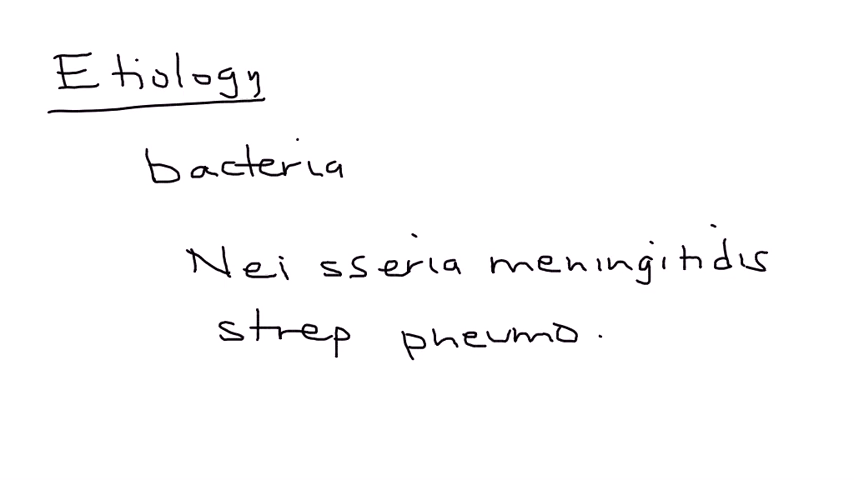 Etiology
bacteria
Neisseria meningitidis
strep pneumo.